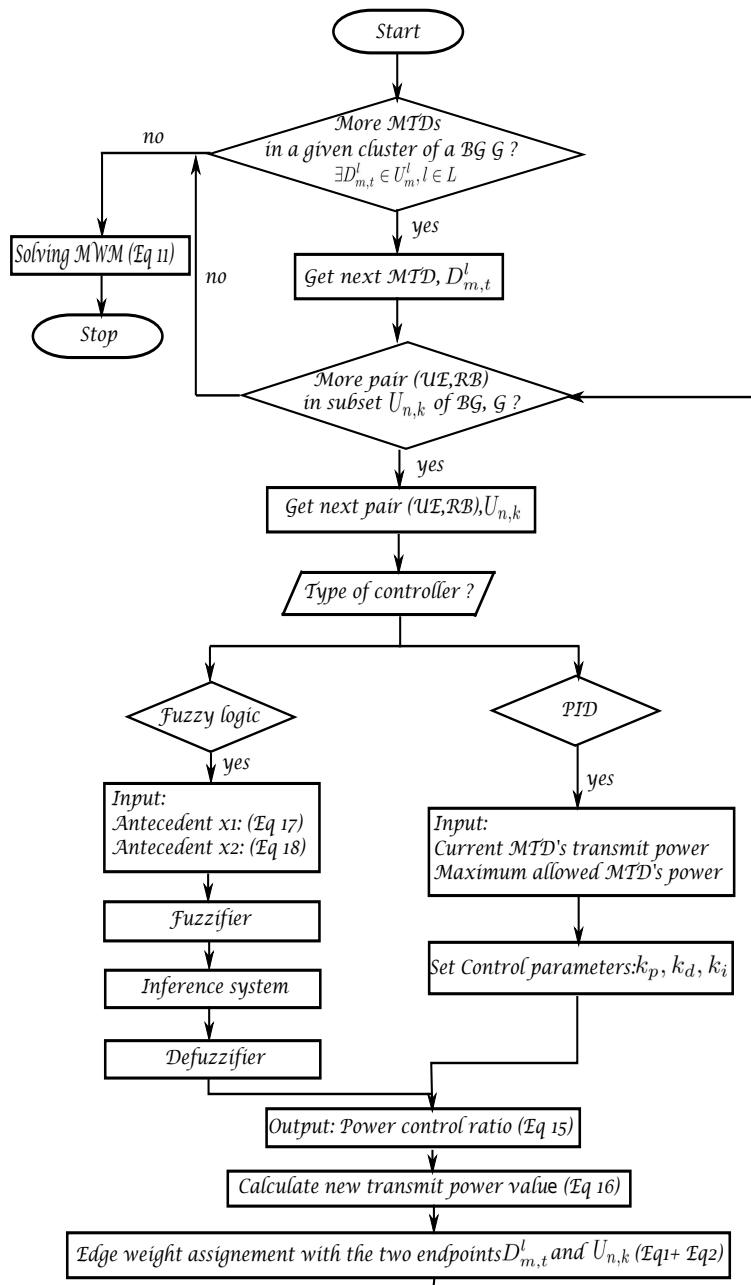 Start
More MTDs
in a given cluster of a BG G ?
∃D^l_{m,t} ∈ U^l_m, l ∈ L
no
yes
Solving MWM (Eq 11)
Stop
no
Get next MTD, D^l_{m,t}
More pair (UE,RB)
in subset U_{n,k} of BG, G ?
yes
Get next pair (UE,RB),U_{n,k}
Type of controller ?
Fuzzy logic
PID
yes
yes
Input:
Antecedent x1: (Eq 17)
Antecedent x2: (Eq 18)
Input:
Current MTD's transmit power
Maximum allowed MTD's power
Fuzzifier
Inference system
Defuzzifier
Set Control parameters:k_p, k_d, k_i
Output: Power control ratio (Eq 15)
Calculate new transmit power value (Eq 16)
Edge weight assignement with the two endpoints D^l_{m,t} and U_{n,k} (Eq1+ Eq2)